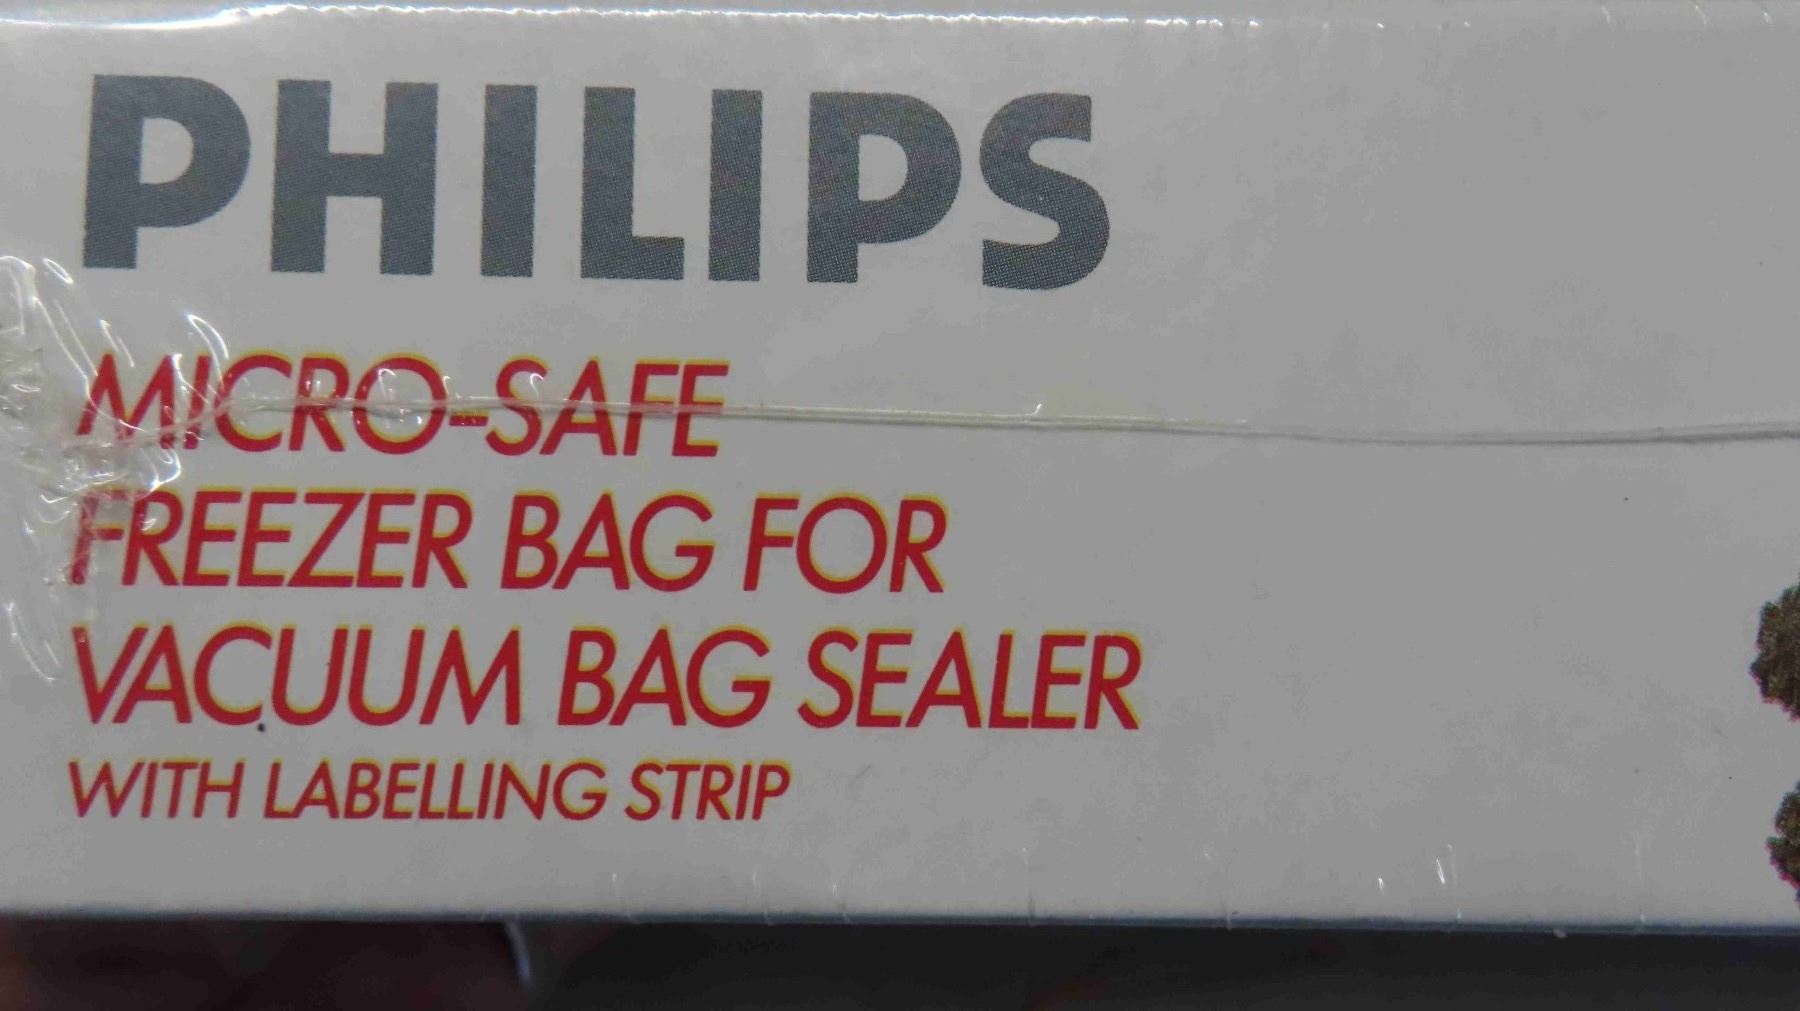 PHILIPS
MICRO-SAFE
FREEZER BAG FOR
VACUUM BAG SEALER
WITH LABELLING STRIP